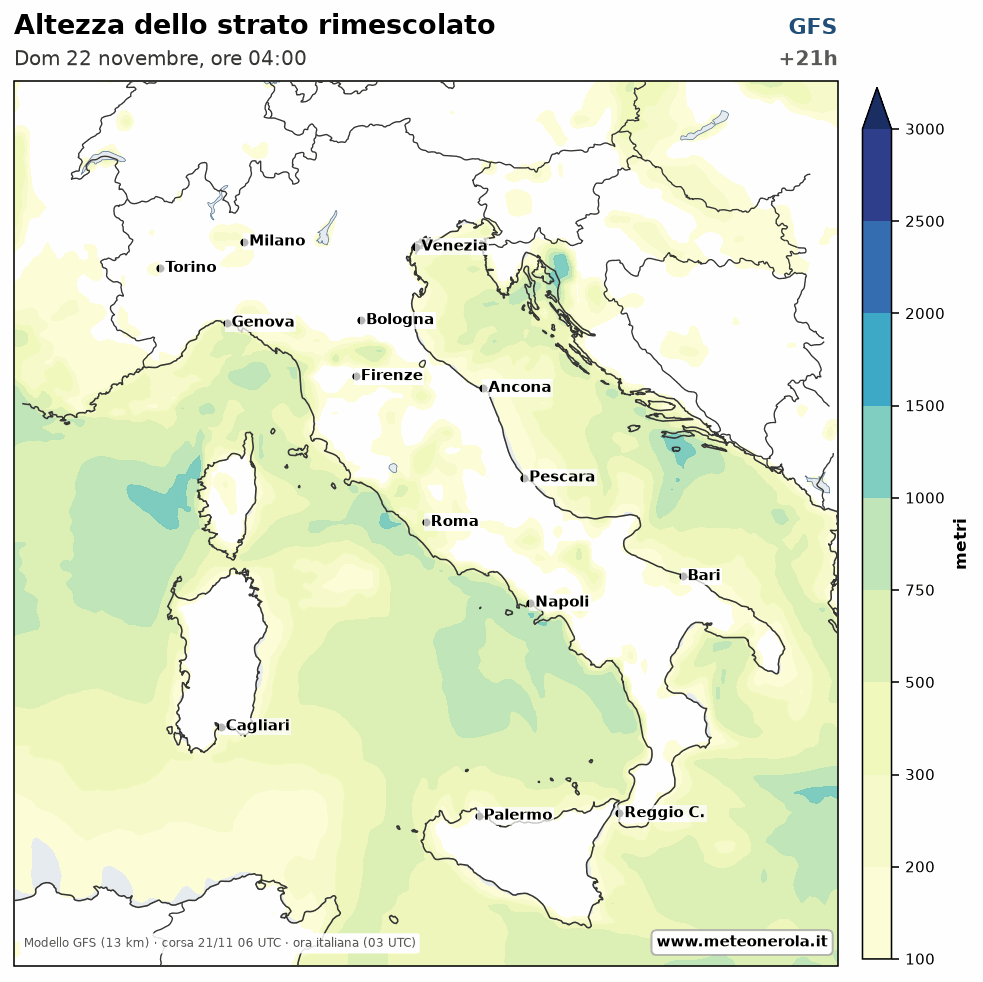 Altezza dello strato rimescolato
GFS
Dom 22 novembre, ore 04:00
+21h
3000
2500
2000
1500
1000
750
500
300
200
100
metri
Milano
Venezia
Torino
Genova
Bologna
Firenze
Ancona
Pescara
Roma
Bari
Napoli
Cagliari
Palermo
Reggio C.
Modello GFS (13 km) · corsa 21/11 06 UTC · ora italiana (03 UTC)
www.meteonerola.it